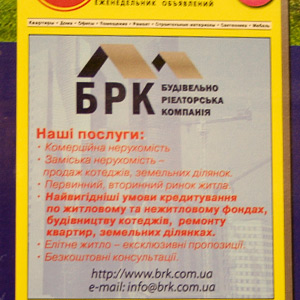 ЕЖЕНЕДЕЛЬНИК ОБЪЯВЛЕНИЙ
Квартиры • Дома • Офисы • Помещения • Ремонт • Строительные материалы • Сантехника • Мебель
БРК
БУДІВЕЛЬНО
РІЕЛТОРСЬКА
КОМПАНІЯ
Наші послуги:
• Комерційна нерухомість
• Заміська нерухомість –
продаж котеджів, земельних ділянок.
• Первинний, вторинний ринок житла.
• Найвигідніші умови кредитування
по житловому та нежитловому фондах,
будівництву котеджів, ремонту
квартир, земельних ділянках.
• Елітне житло – ексклюзивні пропозиції.
• Безкоштовні консультації.
http://www.brk.com.ua
e-mail: info@brk.com.ua